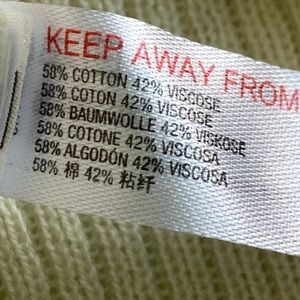 KEEP AWAY FROM
58% COTTON 42% VISCOSE
58% COTON 42% VISCOSE
58% BAUMWOLLE 42% VISKOSE
58% COTONE 42% VISCOSA
58% ALGODÓN 42% VISCOSA
58% 棉 42% 粘纤